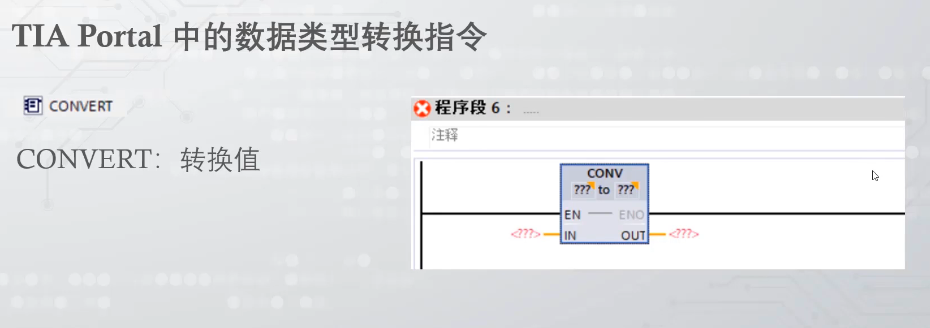 TIA Portal 中的数据类型转换指令
CONVERT
CONVERT：转换值
程序段 6： .....
注释
CONV
??? to ???
EN ENO
<???> IN OUT <???>